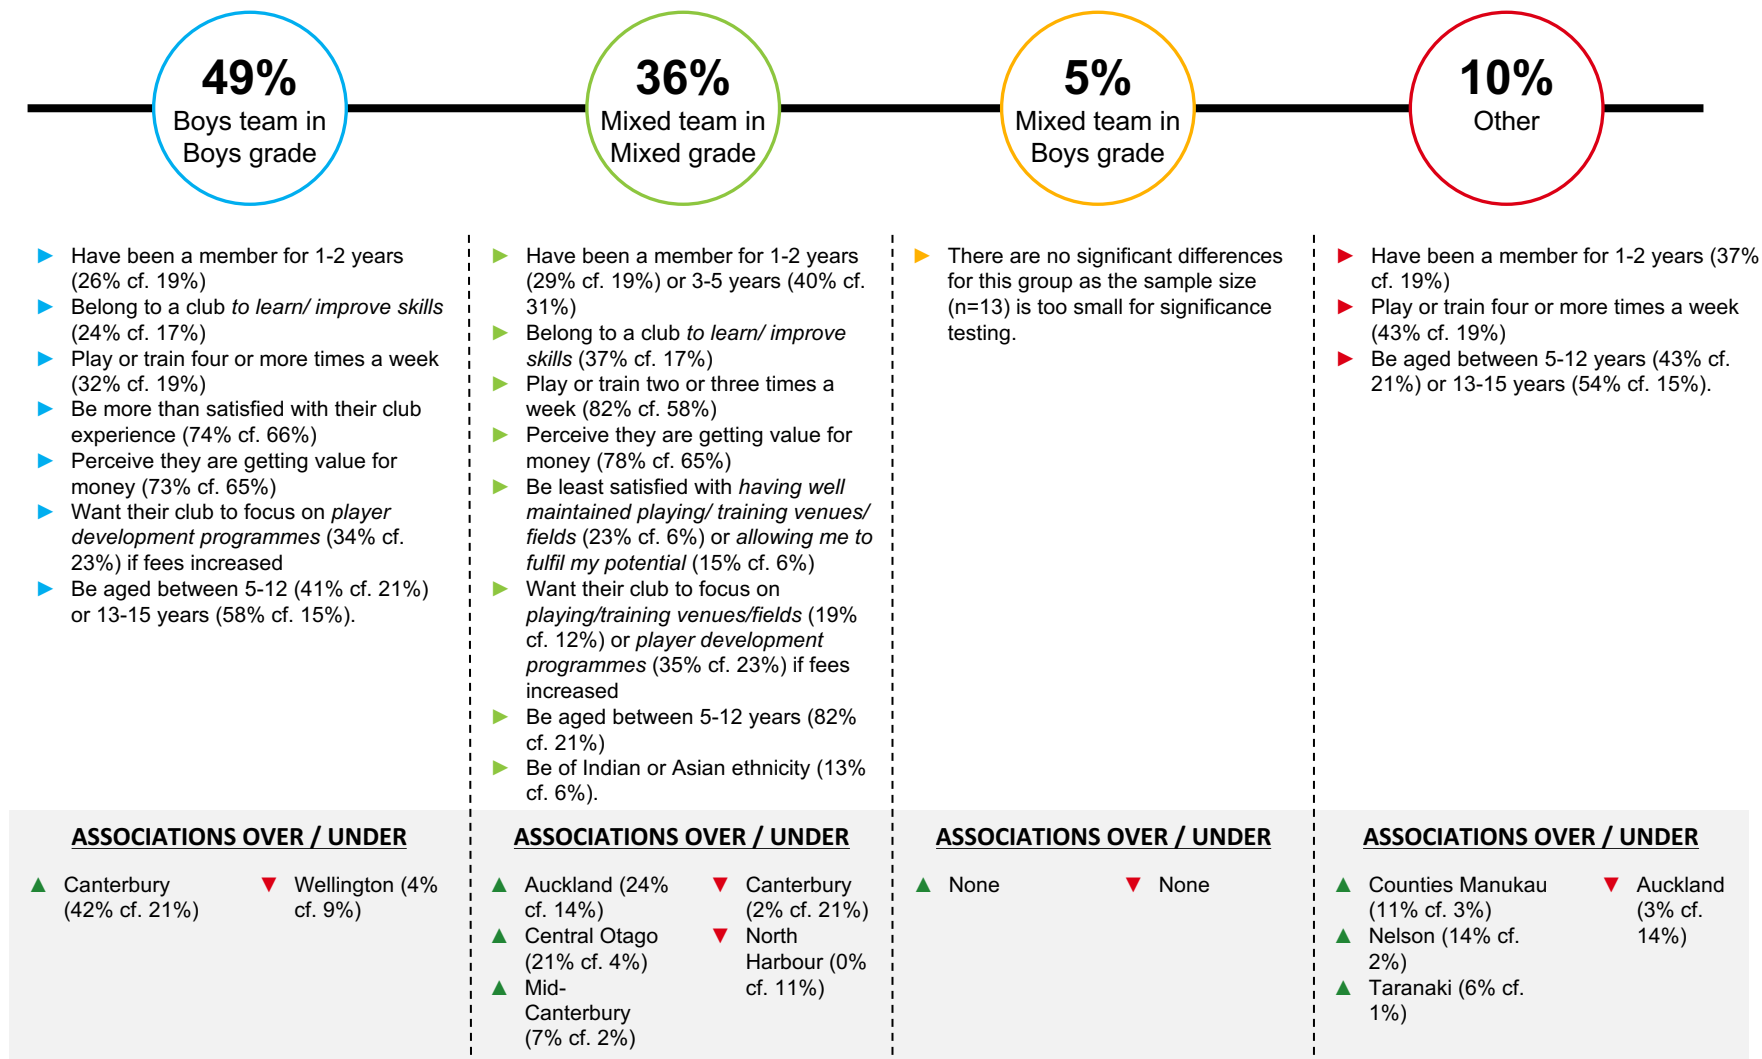 49%
Boys team in
Boys grade
36%
Mixed team in
Mixed grade
5%
Mixed team in
Boys grade
10%
Other
► Have been a member for 1-2 years
(26% cf. 19%)
► Belong to a club to learn/ improve skills
(24% cf. 17%)
► Play or train four or more times a week
(32% cf. 19%)
► Be more than satisfied with their club
experience (74% cf. 66%)
► Perceive they are getting value for
money (73% cf. 65%)
► Want their club to focus on player
development programmes (34% cf.
23%) if fees increased
► Be aged between 5-12 (41% cf. 21%)
or 13-15 years (58% cf. 15%).
► Have been a member for 1-2 years
(29% cf. 19%) or 3-5 years (40% cf.
31%)
► Belong to a club to learn/ improve
skills (37% cf. 17%)
► Play or train two or three times a
week (82% cf. 58%)
► Perceive they are getting value for
money (78% cf. 65%)
► Be least satisfied with having well
maintained playing/ training venues/
fields (23% cf. 6%) or allowing me to
fulfil my potential (15% cf. 6%)
► Want their club to focus on
playing/training venues/fields (19%
cf. 12%) or player development
programmes (35% cf. 23%) if fees
increased
► Be aged between 5-12 years (82%
cf. 21%)
► Be of Indian or Asian ethnicity (13%
cf. 6%).
► There are no significant differences
for this group as the sample size
(n=13) is too small for significance
testing.
► Have been a member for 1-2 years (37%
cf. 19%)
► Play or train four or more times a week
(43% cf. 19%)
► Be aged between 5-12 years (43% cf.
21%) or 13-15 years (54% cf. 15%).
ASSOCIATIONS OVER / UNDER
▲ Canterbury
(42% cf. 21%)
▼ Wellington (4%
cf. 9%)
ASSOCIATIONS OVER / UNDER
▲ Auckland (24%
cf. 14%)
▲ Central Otago
(21% cf. 4%)
▲ Mid-
Canterbury
(7% cf. 2%)
▼ Canterbury
(2% cf. 21%)
▼ North
Harbour (0%
cf. 11%)
ASSOCIATIONS OVER / UNDER
▲ None
▼ None
ASSOCIATIONS OVER / UNDER
▲ Counties Manukau
(11% cf. 3%)
▲ Nelson (14% cf.
2%)
▲ Taranaki (6% cf.
1%)
▼ Auckland
(3% cf.
14%)